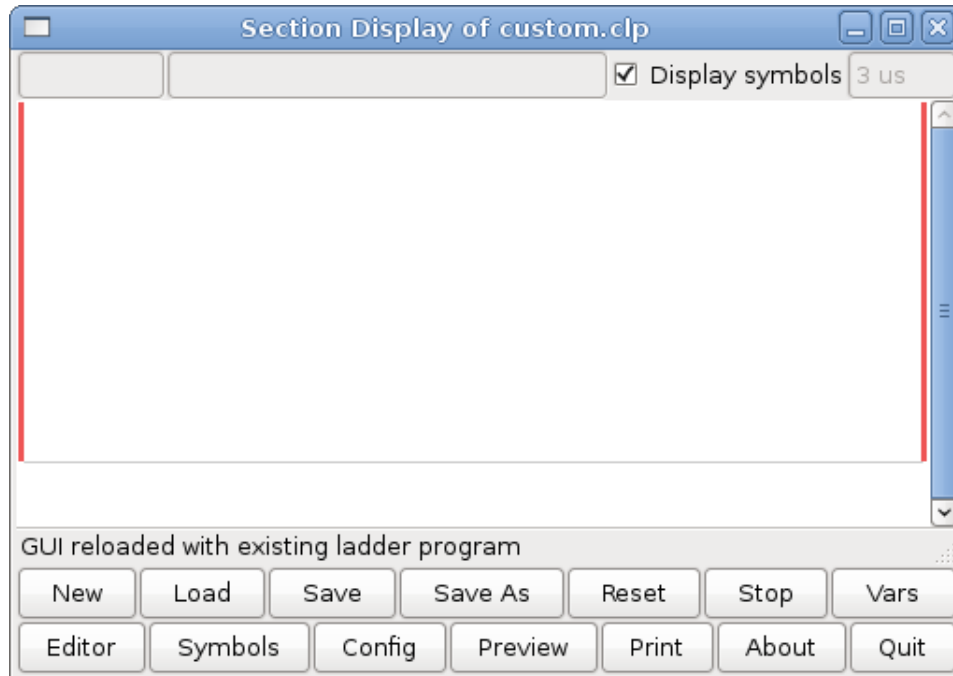 Section Display of custom.clp
Display symbols 3 us
GUI reloaded with existing ladder program
New Load Save Save As Reset Stop Vars
Editor Symbols Config Preview Print About Quit